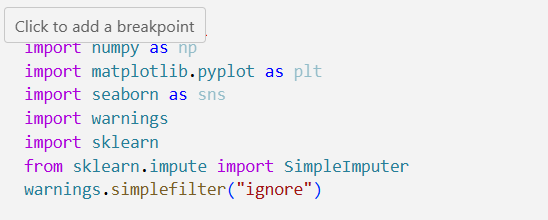 Click to add a breakpoint
import numpy as np
import matplotlib.pyplot as plt
import seaborn as sns
import warnings
import sklearn
from sklearn.impute import SimpleImputer
warnings.simplefilter("ignore")